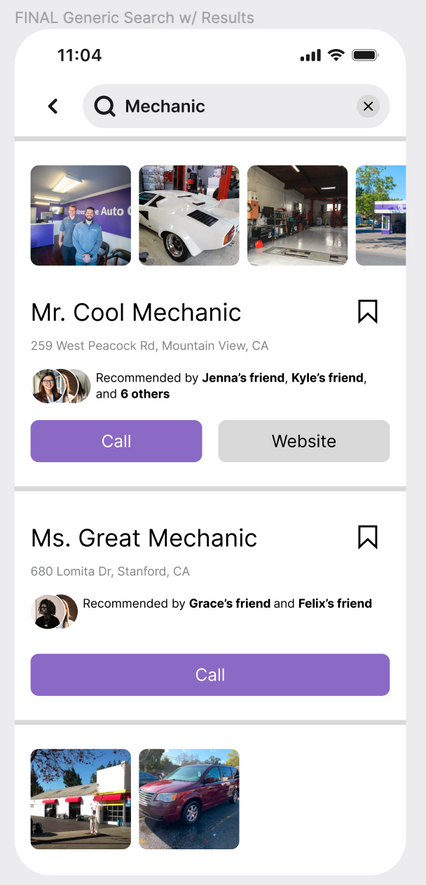 FINAL Generic Search w/ Results
11:04
Mechanic
Auto
Mr. Cool Mechanic
259 West Peacock Rd, Mountain View, CA
Recommended by Jenna’s friend, Kyle’s friend,
and 6 others
Call
Website
Ms. Great Mechanic
680 Lomita Dr, Stanford, CA
Recommended by Grace’s friend and Felix’s friend
Call